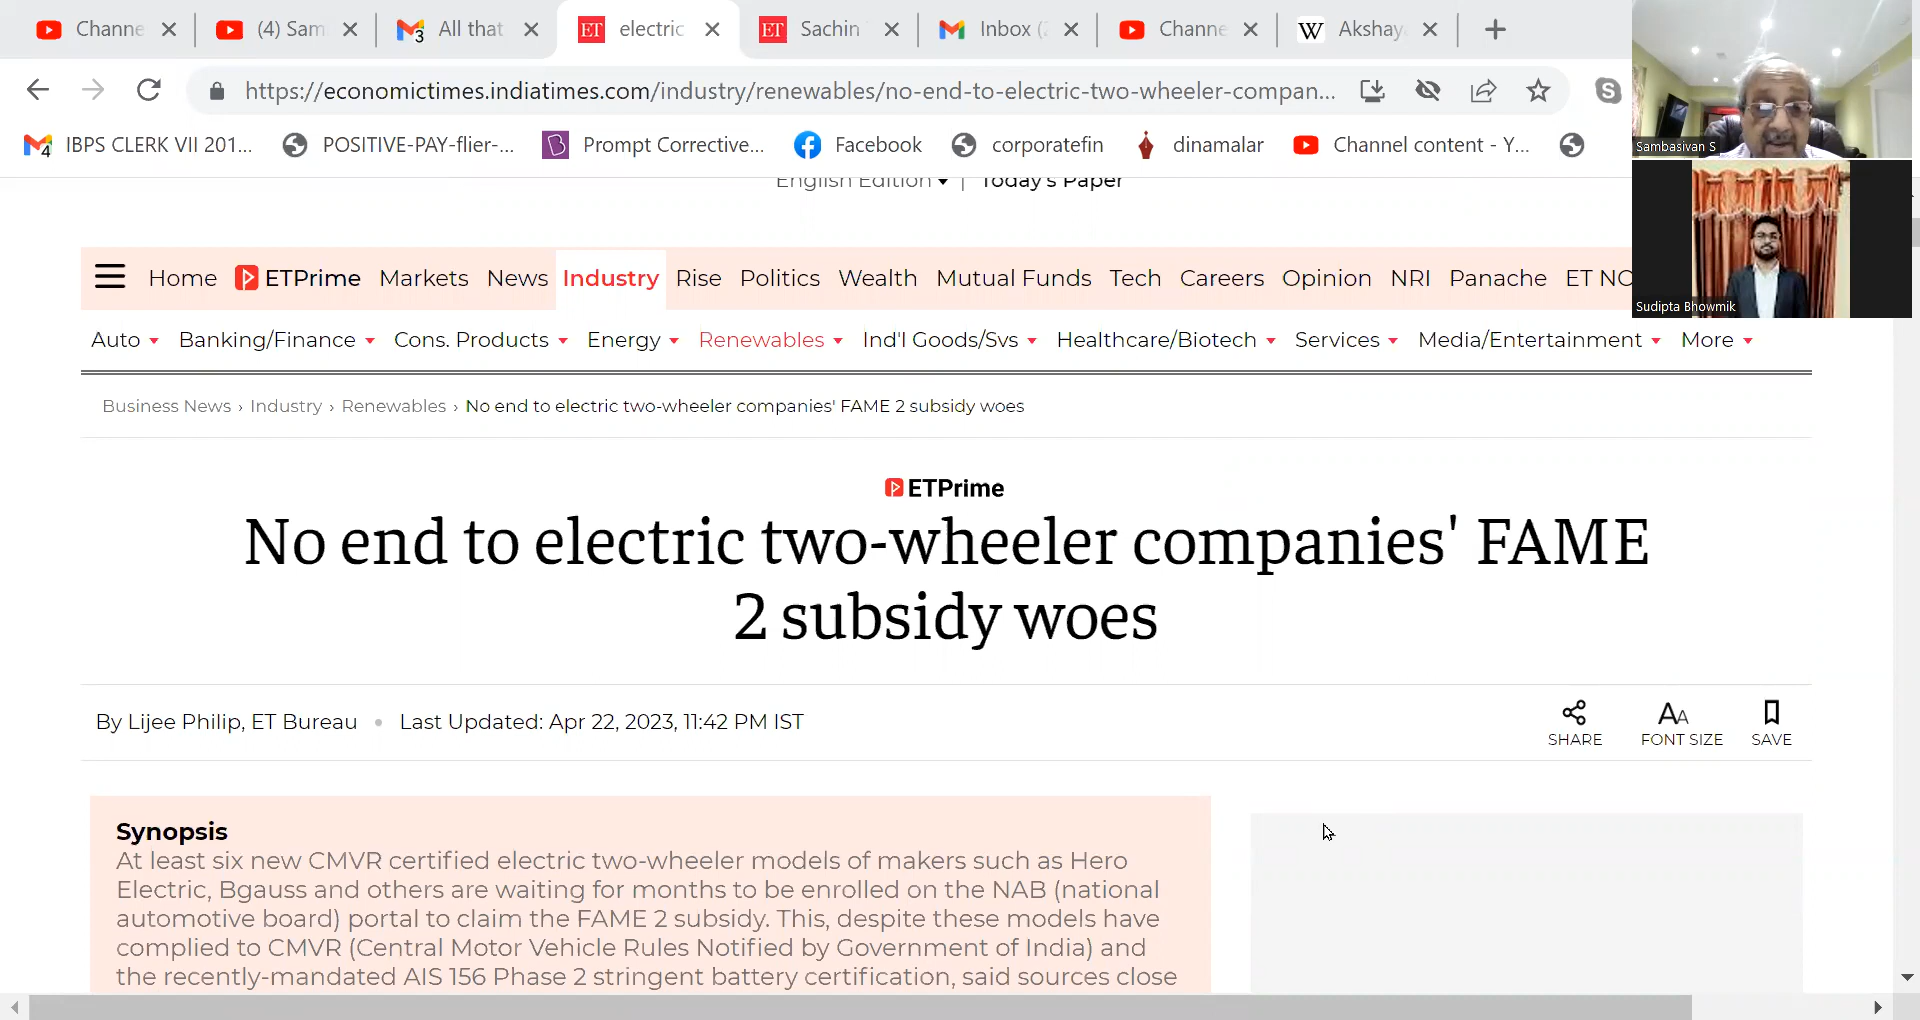 Channe
(4) Sam
All that
electric
Sachin
Inbox (
Channe
Akshay
https://economictimes.indiatimes.com/industry/renewables/no-end-to-electric-two-wheeler-compan...
IBPS CLERK VII 201...
POSITIVE-PAY-flier-...
Prompt Corrective...
Facebook
corporatefin
dinamalar
Channel content - Y...
Sambasivan S
English Edition | Today's Paper
Home ETPrime Markets News Industry Rise Politics Wealth Mutual Funds Tech Careers Opinion NRI Panache ET NO
Sudipta Bhowmik
Auto Banking/Finance Cons. Products Energy Renewables Ind'l Goods/Svs Healthcare/Biotech Services Media/Entertainment More
Business News › Industry › Renewables › No end to electric two-wheeler companies' FAME 2 subsidy woes
ETPrime
No end to electric two-wheeler companies' FAME
2 subsidy woes
By Lijee Philip, ET Bureau • Last Updated: Apr 22, 2023, 11:42 PM IST
SHARE
FONT SIZE
SAVE
Synopsis
At least six new CMVR certified electric two-wheeler models of makers such as Hero
Electric, Bgauss and others are waiting for months to be enrolled on the NAB (national
automotive board) portal to claim the FAME 2 subsidy. This, despite these models have
complied to CMVR (Central Motor Vehicle Rules Notified by Government of India) and
the recently-mandated AIS 156 Phase 2 stringent battery certification, said sources close